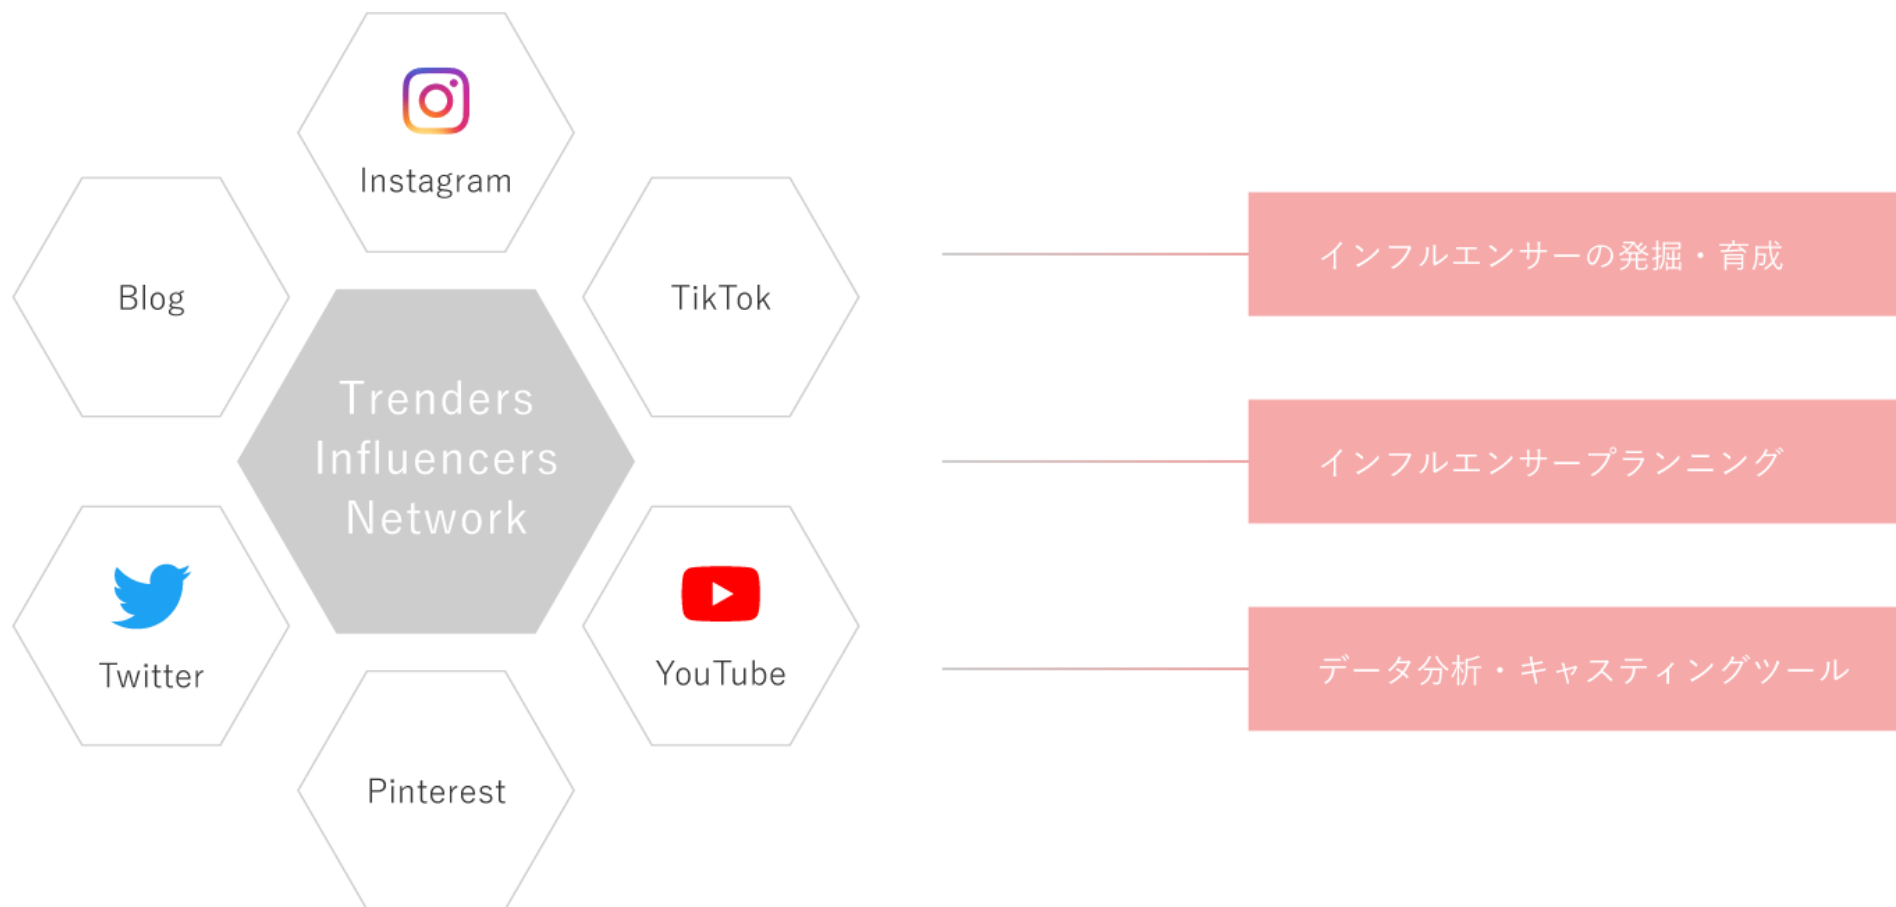 Instagram
Blog
TikTok
Trenders
Influencers
Network
Twitter
YouTube
Pinterest
インフルエンサーの発掘・育成
インフルエンサープランニング
データ分析・キャスティングツール